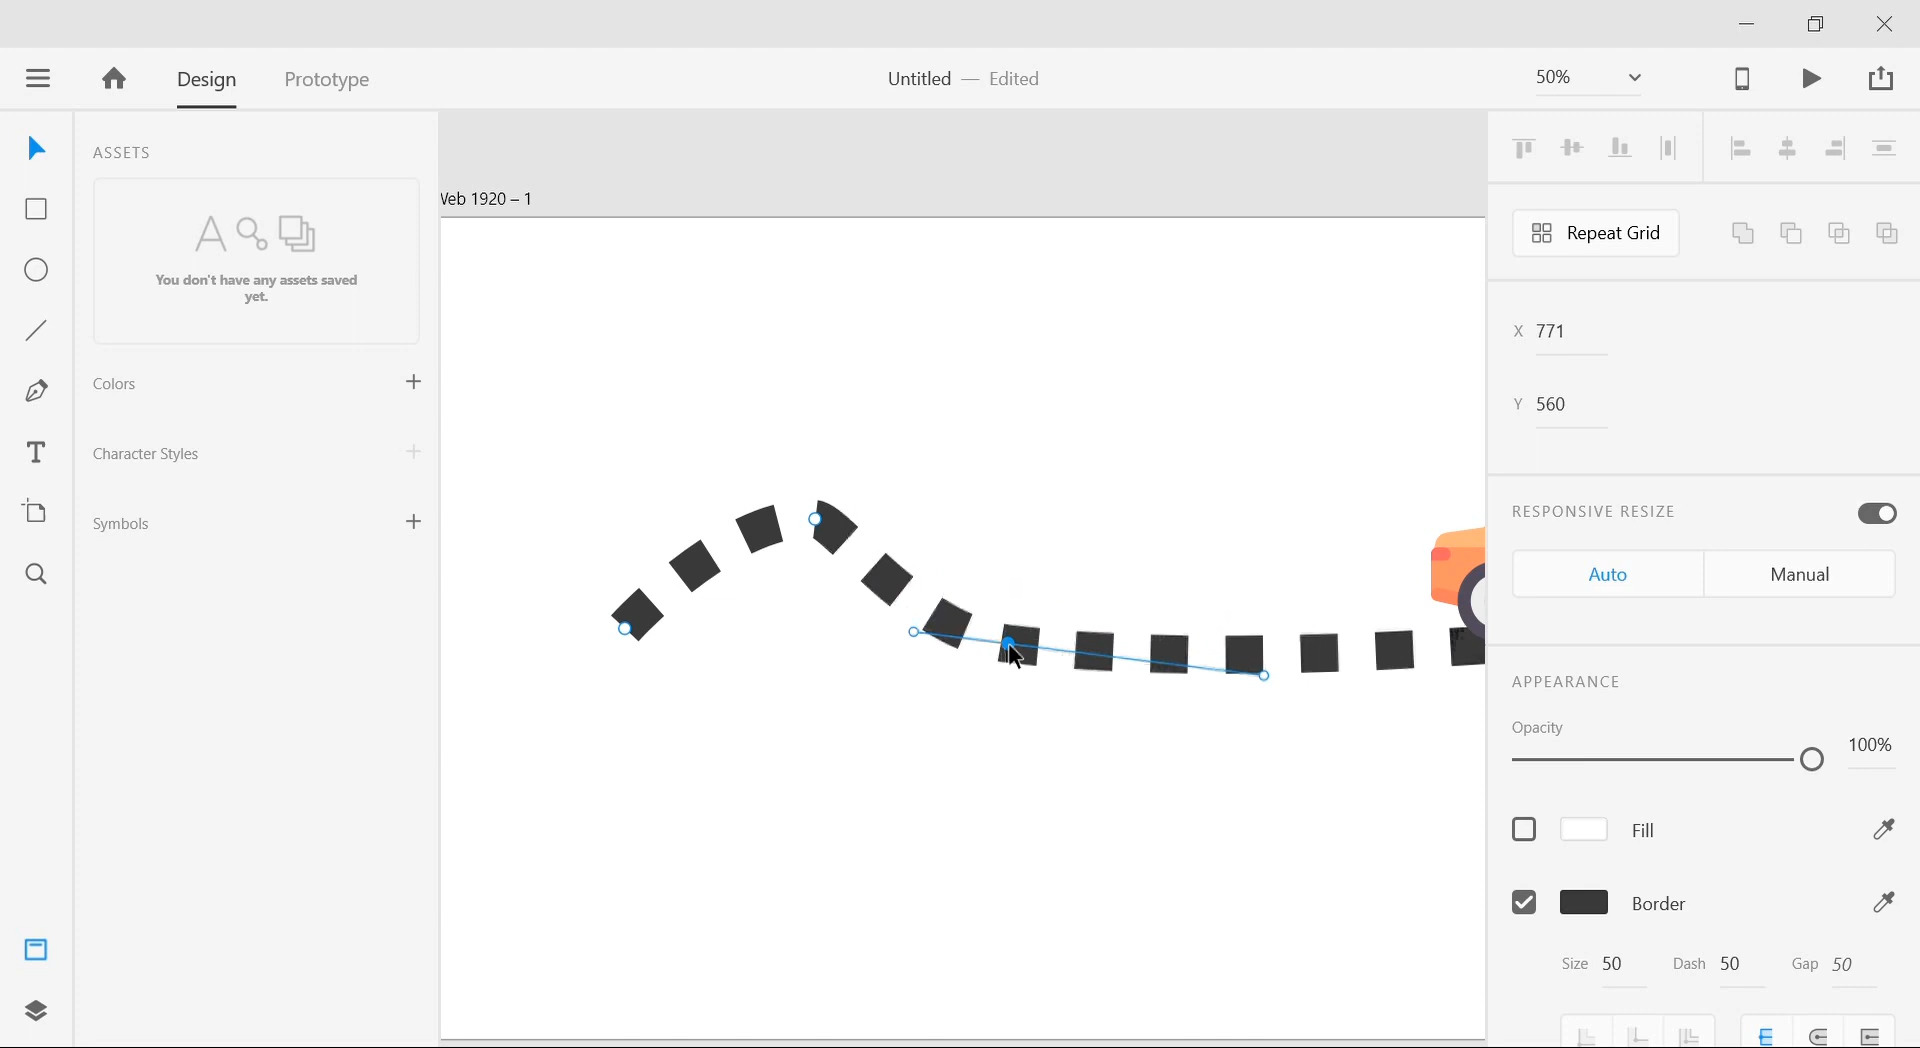 Design
Prototype
Untitled — Edited
50%
ASSETS
You don't have any assets saved
yet.
Colors
Character Styles
Symbols
Web 1920 – 1
Repeat Grid
X 771
Y 560
RESPONSIVE RESIZE
Auto
Manual
APPEARANCE
Opacity
100%
Fill
Border
Size 50 Dash 50 Gap 50